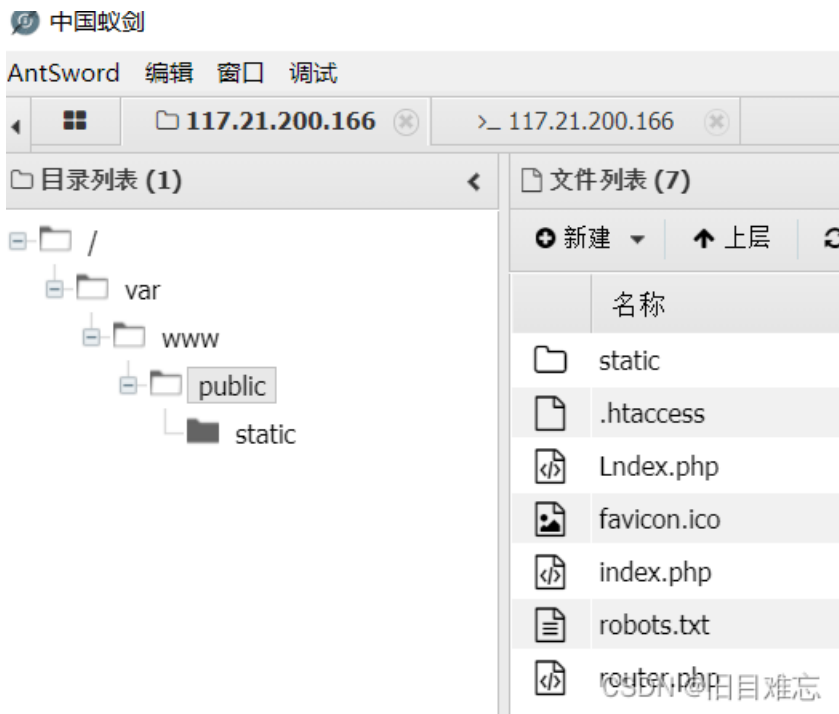 中国蚁剑
AntSword 编辑 窗口 调试
117.21.200.166 >_ 117.21.200.166
目录列表 (1)
/
var
www
public
static
文件列表 (7)
新建 上层
名称
static
.htaccess
Lndex.php
favicon.ico
index.php
robots.txt
router.php
CSDN @旧目难忘